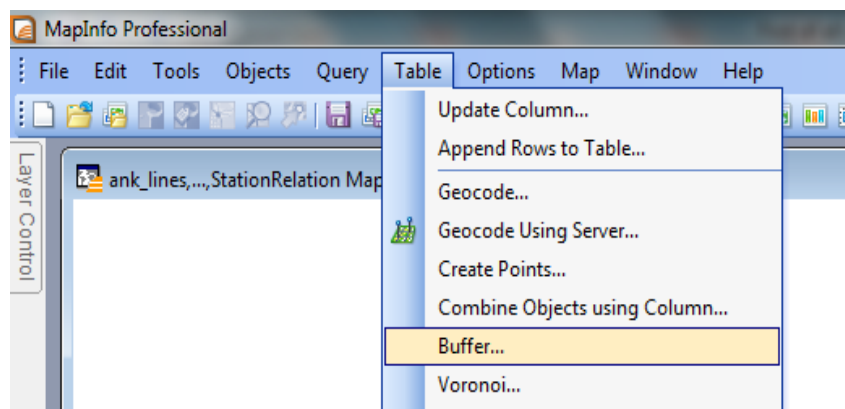 MapInfo Professional
File Edit Tools Objects Query Table Options Map Window Help
Layer Control
ank_lines,...,StationRelation Map
Update Column...
Append Rows to Table...
Geocode...
Geocode Using Server...
Create Points...
Combine Objects using Column...
Buffer...
Voronoi...